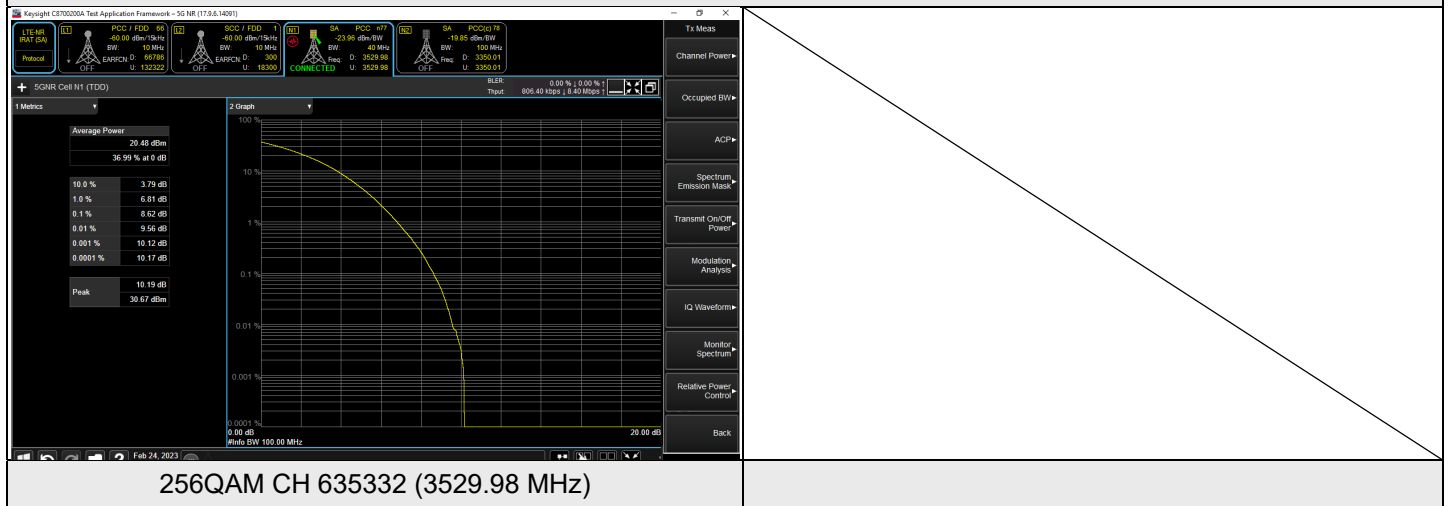 Keysight C8700200A Test Application Framework – 5G NR (17.9.6.14091)
LTE-NR
IRAT (SA)
Protocol
L1 PCC / FDD 66
-60.00 dBm/15kHz
BW: 10 MHz
EARFCN: D: 66786
U: 132322
OFF
L2 SCC / FDD 1
-60.00 dBm/15kHz
BW: 10 MHz
EARFCN: D: 300
U: 18300
OFF
N1 SA PCC n77
-23.96 dBm/BW
BW: 40 MHz
Freq: D: 3529.98
CONNECTED U: 3529.98
N2 SA PCC(c) 78
-19.85 dBm/BW
BW: 100 MHz
Freq: D: 3350.01
OFF U: 3350.01
5GNR Cell N1 (TDD)
BLER: 0.00 % ↓ 0.00 % ↑
Thput: 806.40 kbps ↓ 8.40 Mbps ↑
1 Metrics
Average Power
20.48 dBm
36.99 % at 0 dB
10.0 % 3.79 dB
1.0 % 6.81 dB
0.1 % 8.62 dB
0.01 % 9.56 dB
0.001 % 10.12 dB
0.0001 % 10.17 dB
Peak
10.19 dB
30.67 dBm
2 Graph
100 %
10 %
1 %
0.1 %
0.01 %
0.001 %
0.0001 %
0.00 dB 20.00 dB
#Info BW 100.00 MHz
Tx Meas
Channel Power
Occupied BW
ACP
Spectrum
Emission Mask
Transmit On/Off
Power
Modulation
Analysis
IQ Waveform
Monitor
Spectrum
Relative Power
Control
Back
Feb 24, 2023
256QAM CH 635332 (3529.98 MHz)